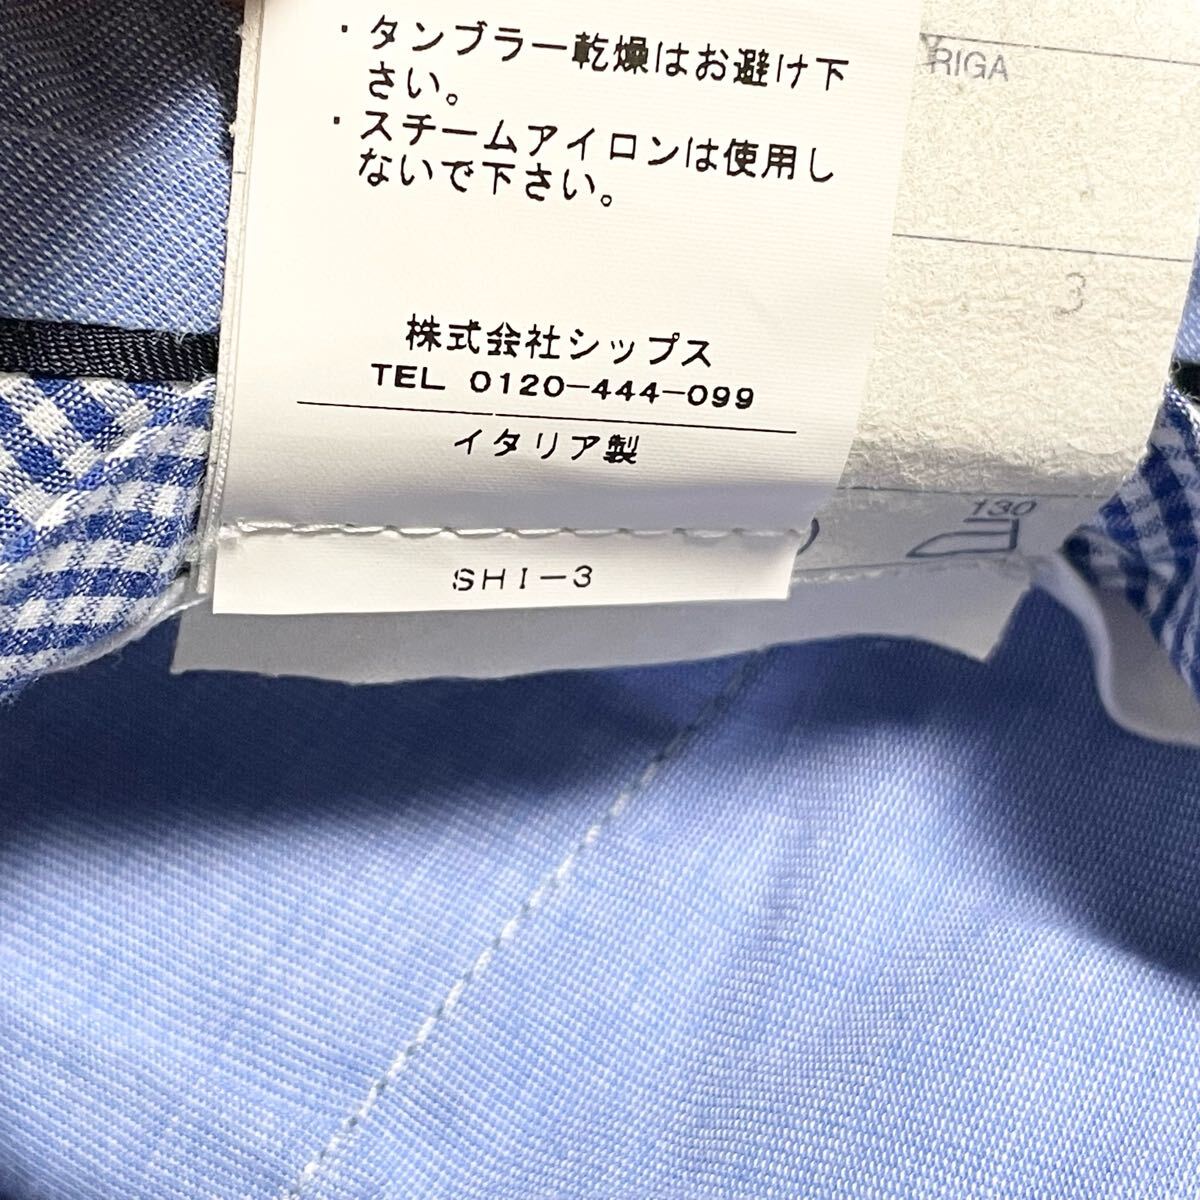 ・タンブラー乾燥はお避け下
さい。
・スチームアイロンは使用し
ないで下さい。
株式会社シップス
TEL 0120-444-099
イタリア製
SHI-3
RIGA
3
130